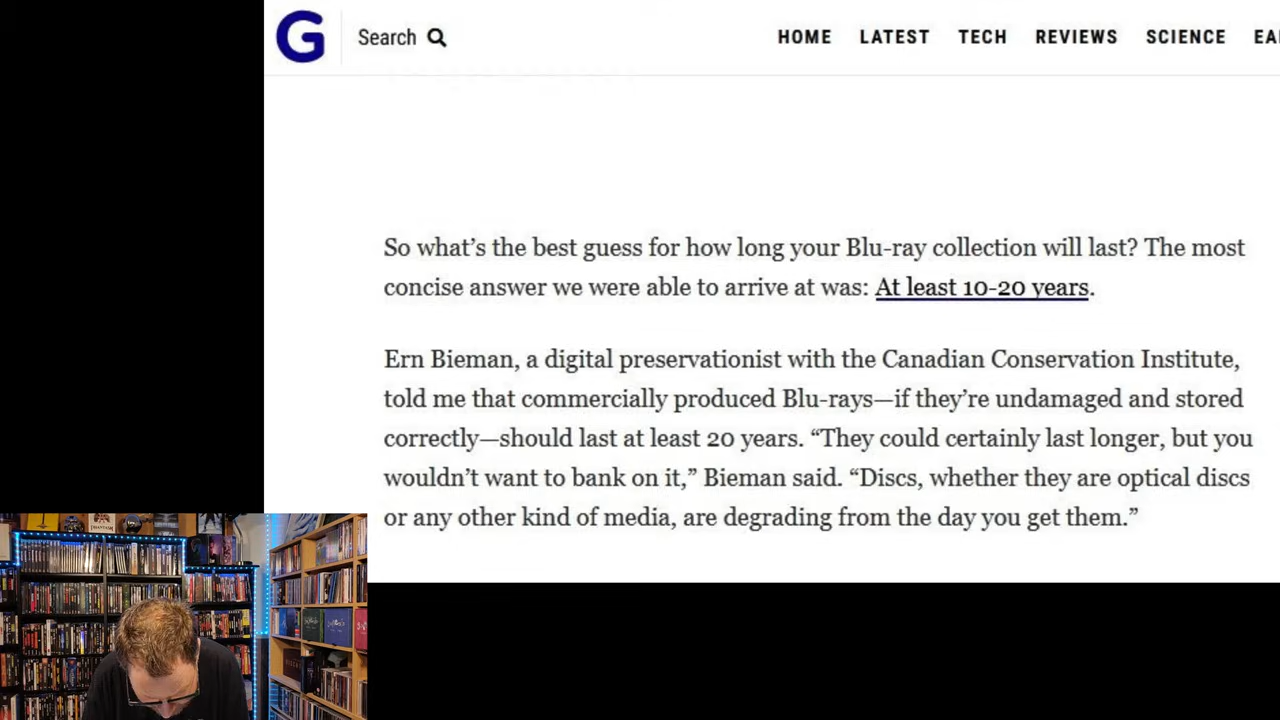 G
Search
HOME LATEST TECH REVIEWS SCIENCE EA
So what’s the best guess for how long your Blu-ray collection will last? The most
concise answer we were able to arrive at was: At least 10-20 years.
Ern Bieman, a digital preservationist with the Canadian Conservation Institute,
told me that commercially produced Blu-rays—if they’re undamaged and stored
correctly—should last at least 20 years. “They could certainly last longer, but you
wouldn’t want to bank on it,” Bieman said. “Discs, whether they are optical discs
or any other kind of media, are degrading from the day you get them.”